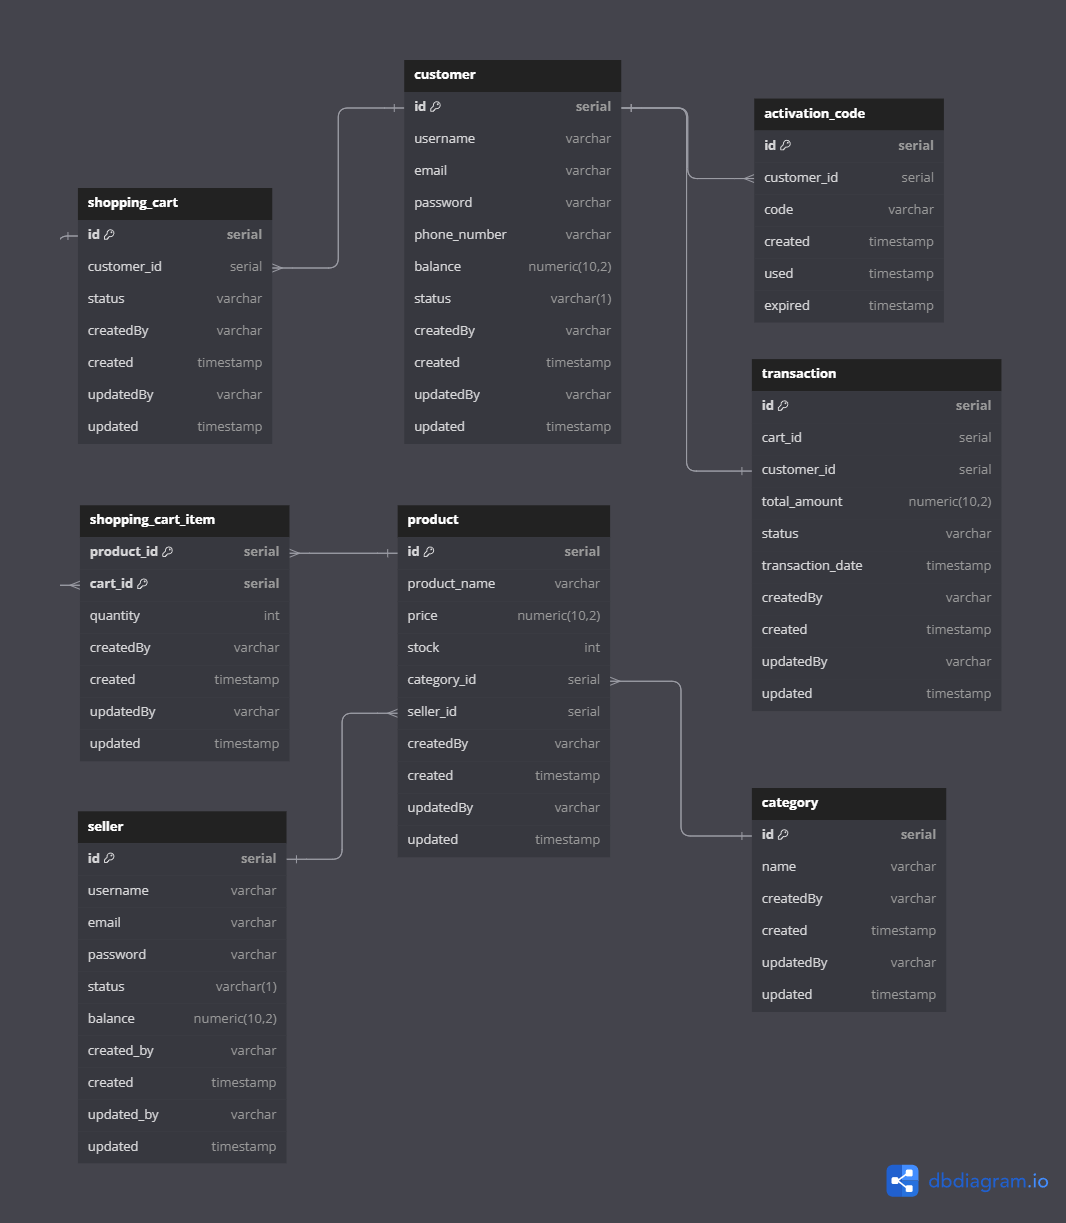 customer
id serial
username varchar
email varchar
password varchar
phone_number varchar
balance numeric(10,2)
status varchar(1)
createdBy varchar
created timestamp
updatedBy varchar
updated timestamp
activation_code
id serial
customer_id serial
code varchar
created timestamp
used timestamp
expired timestamp
shopping_cart
id serial
customer_id serial
status varchar
createdBy varchar
created timestamp
updatedBy varchar
updated timestamp
transaction
id serial
cart_id serial
customer_id serial
total_amount numeric(10,2)
status varchar
transaction_date timestamp
createdBy varchar
created timestamp
updatedBy varchar
updated timestamp
shopping_cart_item
product_id serial
cart_id serial
quantity int
createdBy varchar
created timestamp
updatedBy varchar
updated timestamp
product
id serial
product_name varchar
price numeric(10,2)
stock int
category_id serial
seller_id serial
createdBy varchar
created timestamp
updatedBy varchar
updated timestamp
category
id serial
name varchar
createdBy varchar
created timestamp
updatedBy varchar
updated timestamp
seller
id serial
username varchar
email varchar
password varchar
status varchar(1)
balance numeric(10,2)
created_by varchar
created timestamp
updated_by varchar
updated timestamp
dbdiagram.io